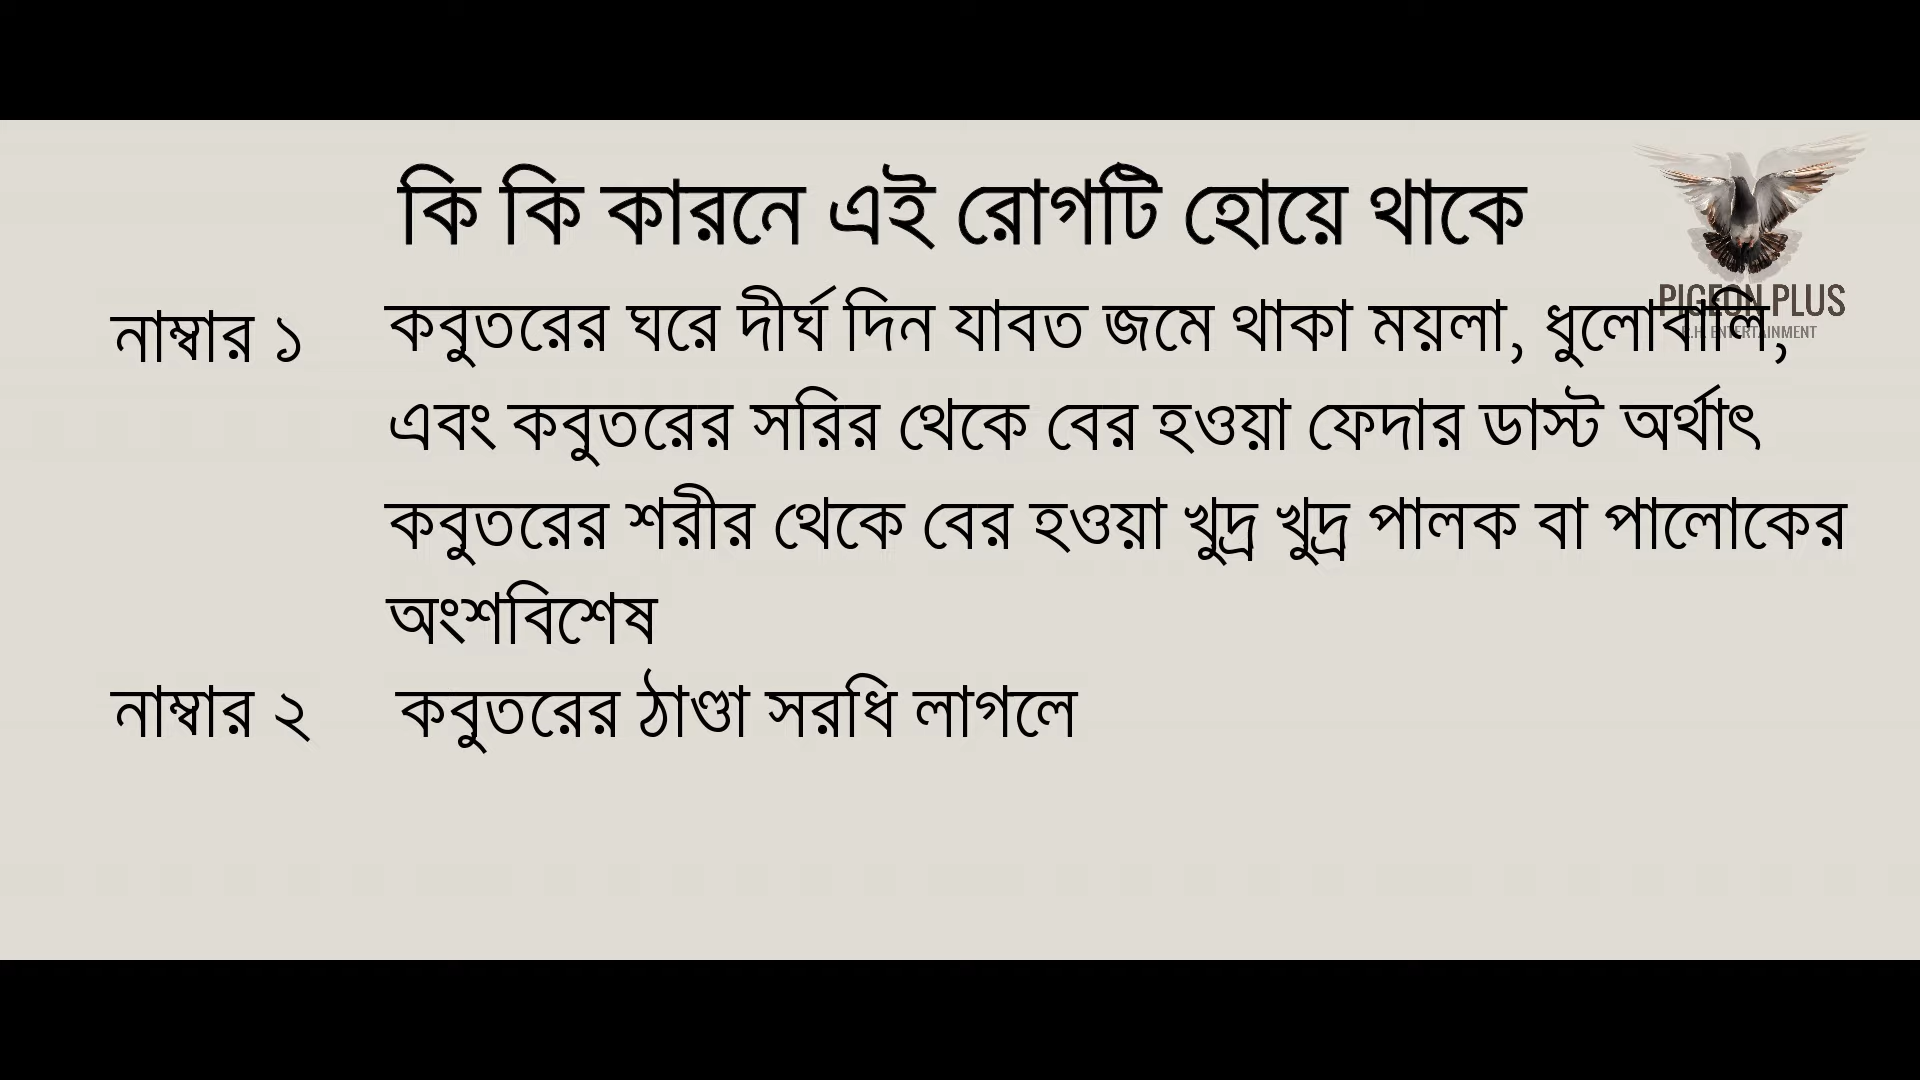 কি কি কারনে এই রোগটি হোয়ে থাকে
নাম্বার ১ কবুতরের ঘরে দীর্ঘ দিন যাবত জমে থাকা ময়লা, ধুলোবালি,
এবং কবুতরের সরির থেকে বের হওয়া ফেদার ডাস্ট অর্থাৎ
কবুতরের শরীর থেকে বের হওয়া খুদ্র খুদ্র পালক বা পালোকের
অংশবিশেষ
নাম্বার ২ কবুতরের ঠাণ্ডা সরধি লাগলে
PIGEON PLUS
R.H. ENTERTAINMENT